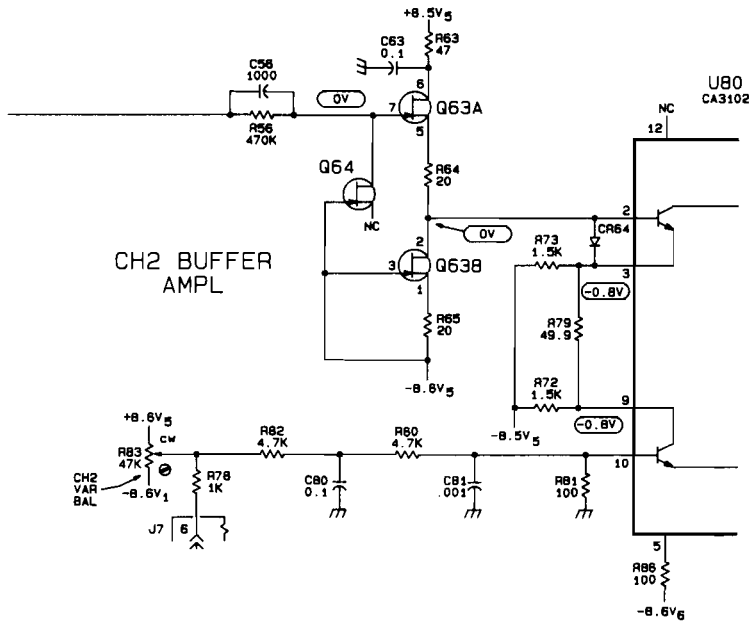 +8.5V5
C63
0.1
R63
47
C56
1000
0V
6
Q63A
U80
CA3102
7
5
NC
12
R56
470K
Q64
R64
20
NC
2
0V
2
CR64
R73
1.5K
3
CH2 BUFFER
AMPL
3
Q63B
1
-0.8V
R79
49.9
R65
20
R72
1.5K
9
-8.6V5
-0.8V
-8.5V5
+8.6V5
R83
47K
CW
R82
4.7K
R60
4.7K
10
-8.6V1
CH2
VAR
BAL
R76
1K
C80
0.1
C81
.001
R81
100
J7
6
5
R86
100
-8.6V6